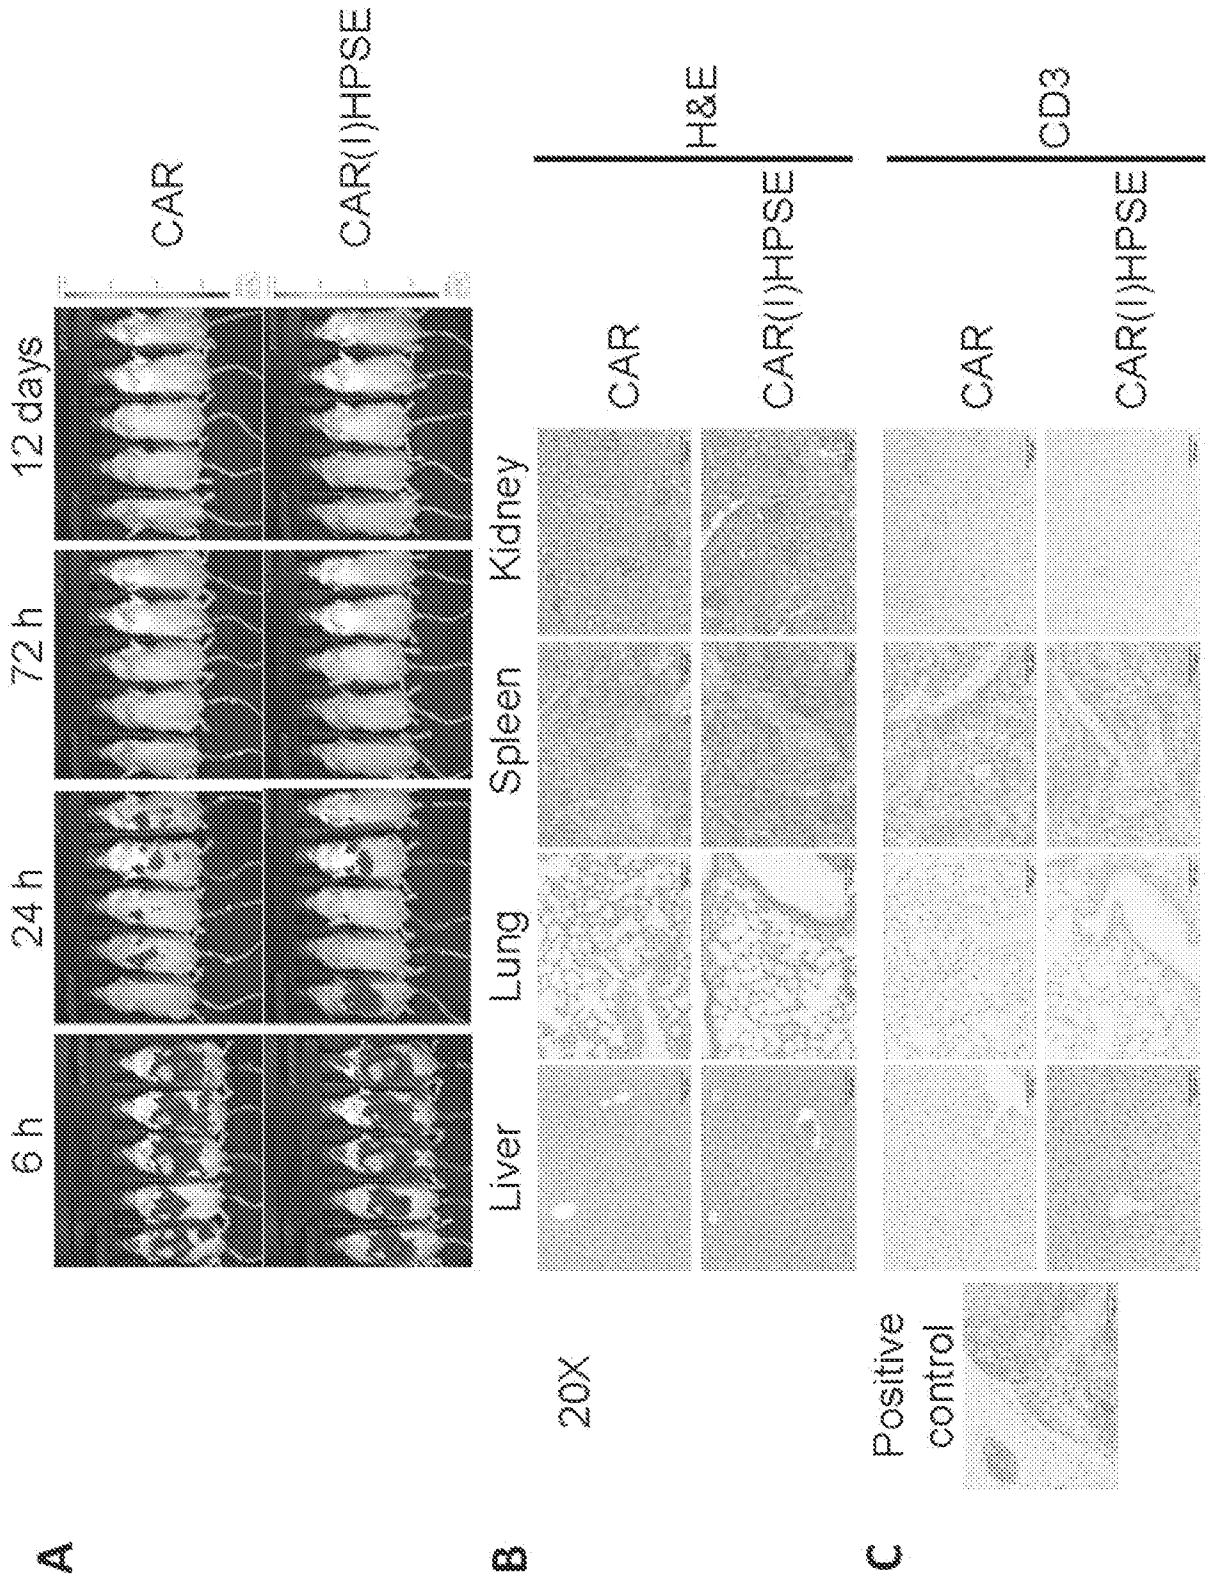 A
6 h 24 h 72 h 12 days
CAR
CAR(I)HPSE
B
Liver Lung Spleen Kidney
20X
CAR
CAR(I)HPSE
H&E
C
Positive
control
CAR
CAR(I)HPSE
CD3